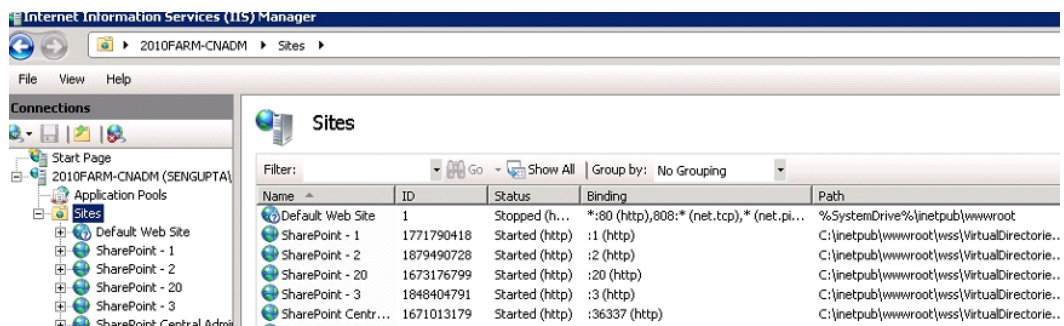 Internet Information Services (IIS) Manager
2010FARM-CNADM Sites
File View Help
Connections
Start Page
2010FARM-CNADM (SENGUPTA\
Application Pools
Sites
Default Web Site
SharePoint - 1
SharePoint - 2
SharePoint - 20
SharePoint - 3
SharePoint Central Admi
Sites
Filter: Go Show All Group by: No Grouping
Name ID Status Binding Path
Default Web Site 1 Stopped (h... *:80 (http),808:* (net.tcp),* (net.pi... %SystemDrive%\inetpub\wwwroot
SharePoint - 1 1771790418 Started (http) :1 (http) C:\inetpub\wwwroot\wss\VirtualDirectorie...
SharePoint - 2 1879490728 Started (http) :2 (http) C:\inetpub\wwwroot\wss\VirtualDirectorie...
SharePoint - 20 1673176799 Started (http) :20 (http) C:\inetpub\wwwroot\wss\VirtualDirectorie...
SharePoint - 3 1848404791 Started (http) :3 (http) C:\inetpub\wwwroot\wss\VirtualDirectorie...
SharePoint Centr... 1671013179 Started (http) :36337 (http) C:\inetpub\wwwroot\wss\VirtualDirectorie...